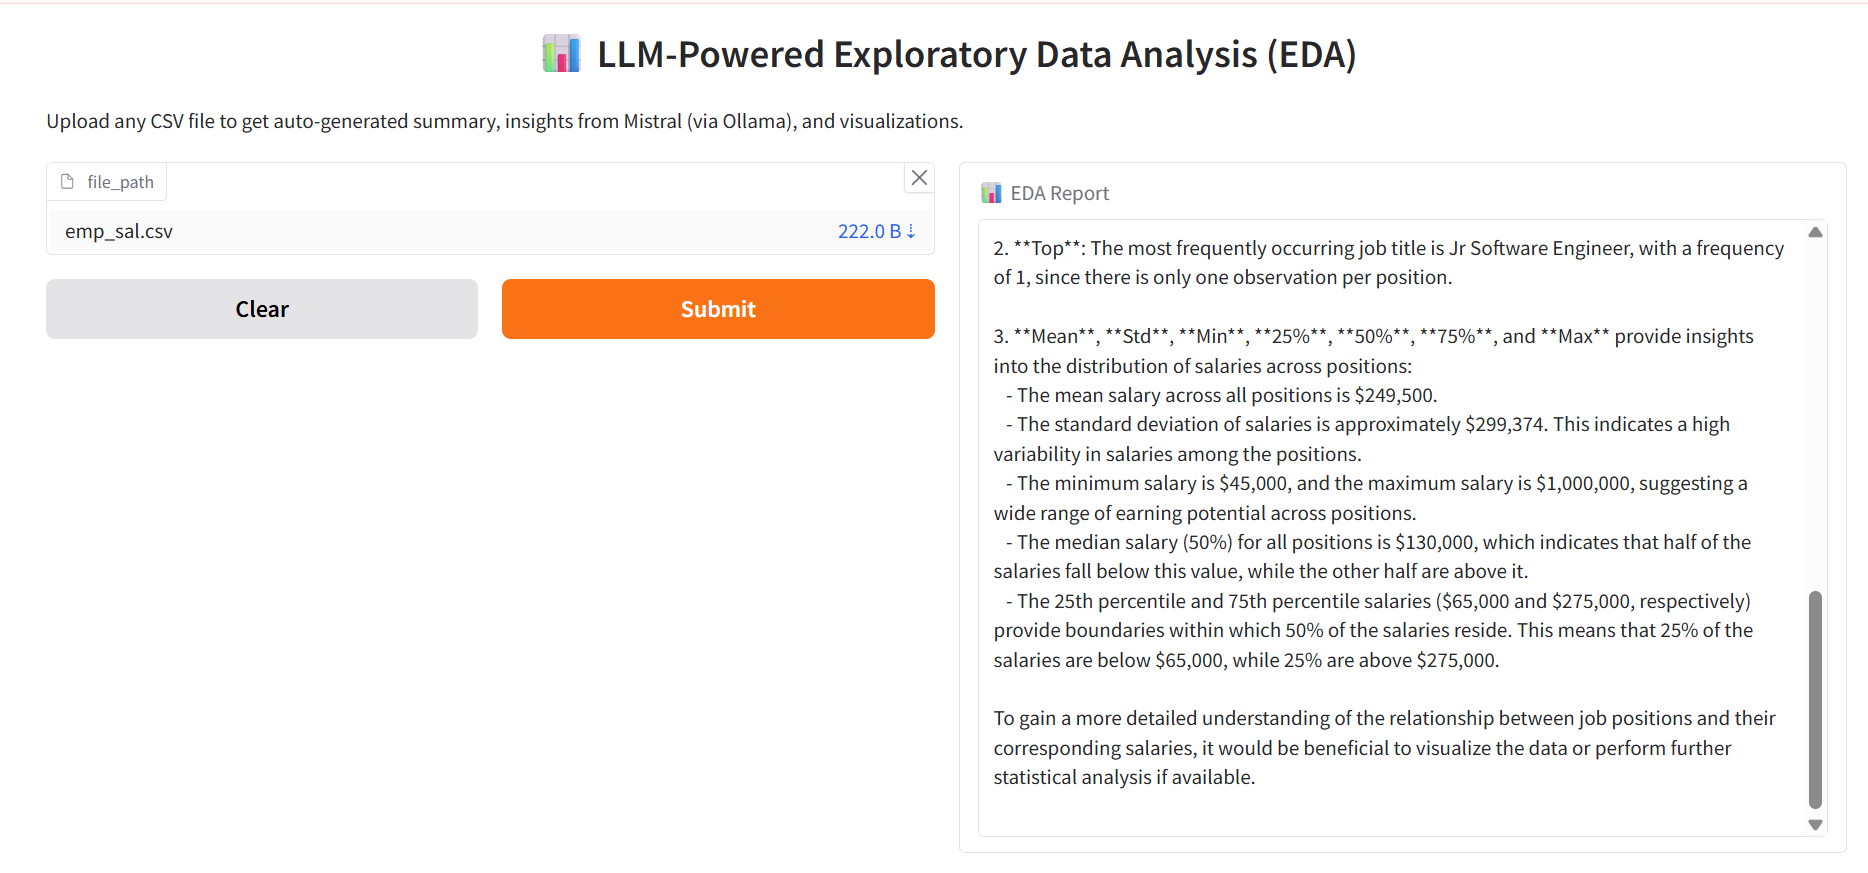 📊 LLM-Powered Exploratory Data Analysis (EDA)
Upload any CSV file to get auto-generated summary, insights from Mistral (via Ollama), and visualizations.
file_path
emp_sal.csv
222.0 B ↓
Clear
Submit
📊 EDA Report
2. **Top**: The most frequently occurring job title is Jr Software Engineer, with a frequency
of 1, since there is only one observation per position.
3. **Mean**, **Std**, **Min**, **25%**, **50%**, **75%**, and **Max** provide insights
into the distribution of salaries across positions:
- The mean salary across all positions is $249,500.
- The standard deviation of salaries is approximately $299,374. This indicates a high
variability in salaries among the positions.
- The minimum salary is $45,000, and the maximum salary is $1,000,000, suggesting a
wide range of earning potential across positions.
- The median salary (50%) for all positions is $130,000, which indicates that half of the
salaries fall below this value, while the other half are above it.
- The 25th percentile and 75th percentile salaries ($65,000 and $275,000, respectively)
provide boundaries within which 50% of the salaries reside. This means that 25% of the
salaries are below $65,000, while 25% are above $275,000.
To gain a more detailed understanding of the relationship between job positions and their
corresponding salaries, it would be beneficial to visualize the data or perform further
statistical analysis if available.